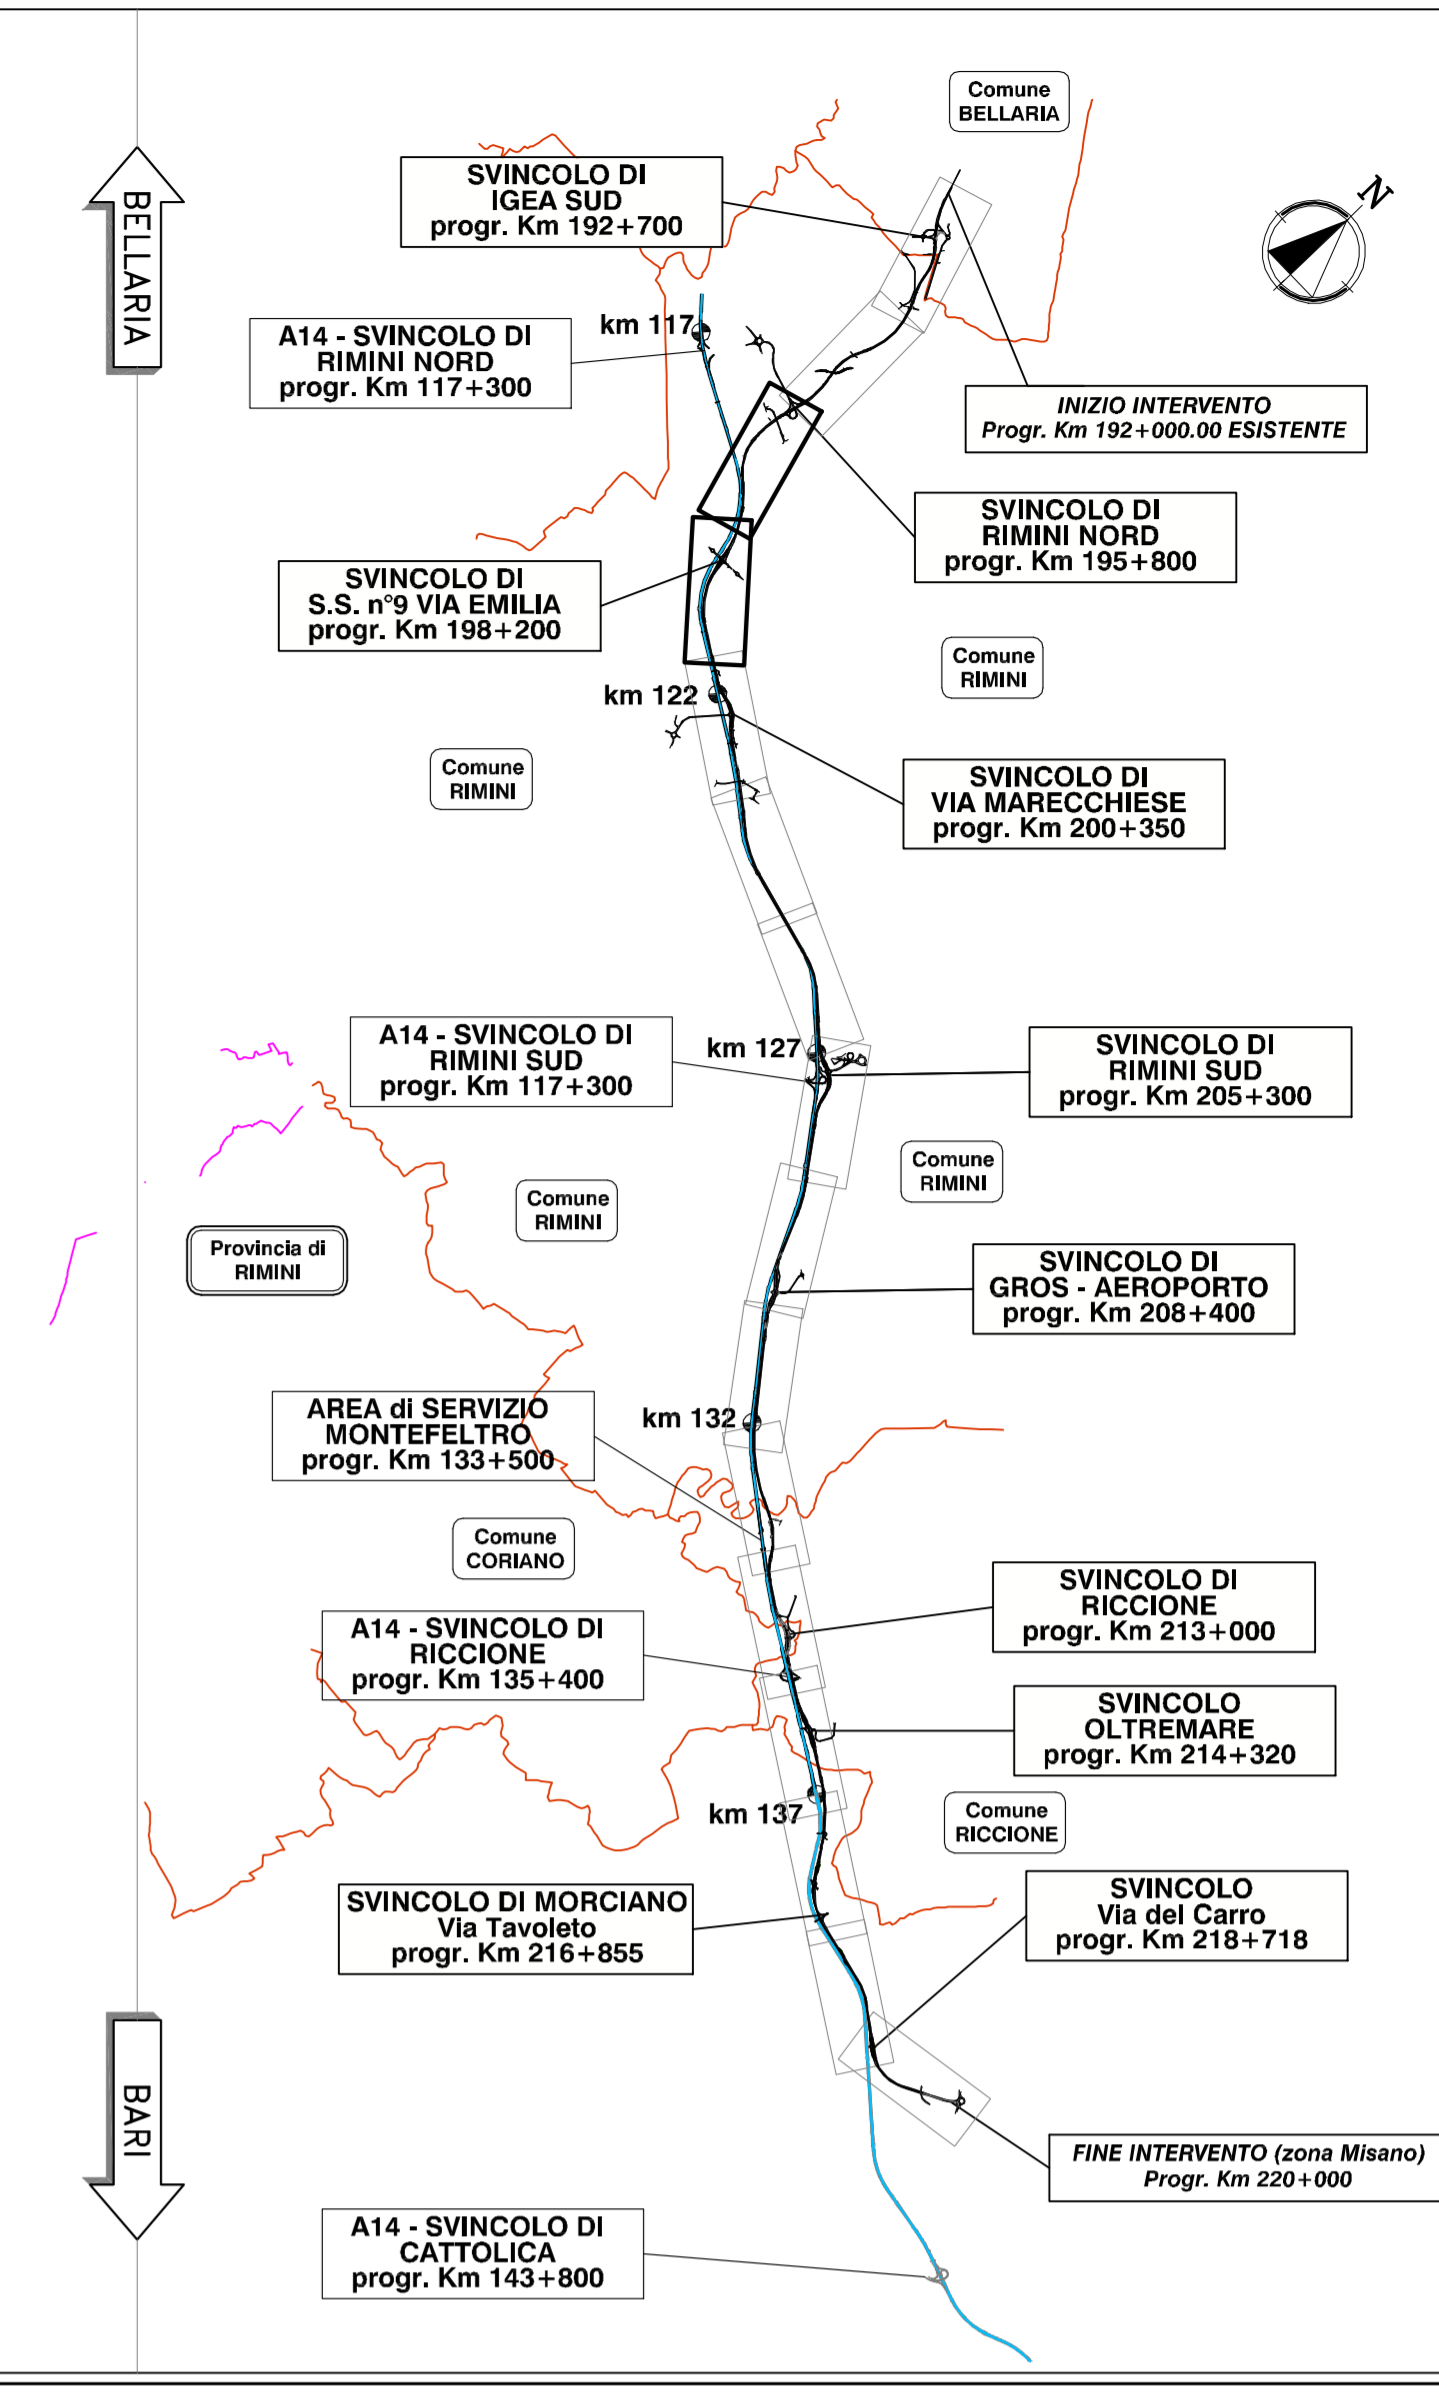 Comune
BELLARIA
SVINCOLO DI
IGEA SUD
progr. Km 192+700
N
BELLARIA
A14 - SVINCOLO DI
RIMINI NORD
progr. Km 117+300
km 117
INIZIO INTERVENTO
Progr. Km 192+000.00 ESISTENTE
SVINCOLO DI
RIMINI NORD
progr. Km 195+800
SVINCOLO DI
S.S. n°9 VIA EMILIA
progr. Km 198+200
Comune
RIMINI
km 122
Comune
RIMINI
SVINCOLO DI
VIA MARECCHIESE
progr. Km 200+350
A14 - SVINCOLO DI
RIMINI SUD
progr. Km 117+300
km 127
SVINCOLO DI
RIMINI SUD
progr. Km 205+300
Comune
RIMINI
Comune
RIMINI
Provincia di
RIMINI
SVINCOLO DI
GROS - AEROPORTO
progr. Km 208+400
AREA di SERVIZIO
MONTEFELTRO
progr. Km 133+500
km 132
Comune
CORIANO
SVINCOLO DI
RICCIONE
progr. Km 213+000
A14 - SVINCOLO DI
RICCIONE
progr. Km 135+400
SVINCOLO
OLTREMARE
progr. Km 214+320
km 137
Comune
RICCIONE
SVINCOLO DI MORCIANO
Via Tavoleto
progr. Km 216+855
SVINCOLO
Via del Carro
progr. Km 218+718
BARI
FINE INTERVENTO (zona Misano)
Progr. Km 220+000
A14 - SVINCOLO DI
CATTOLICA
progr. Km 143+800